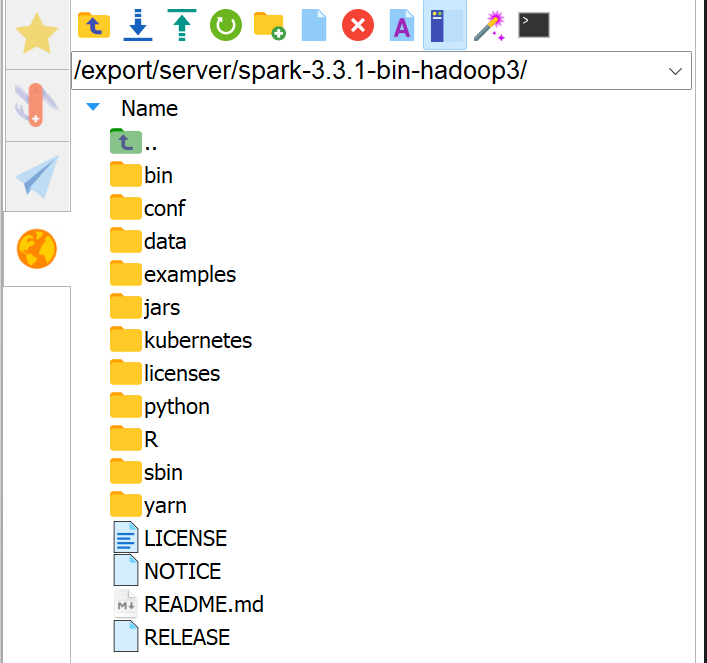 A
>
/export/server/spark-3.3.1-bin-hadoop3/
Name
..
bin
conf
data
examples
jars
kubernetes
licenses
python
R
sbin
yarn
LICENSE
NOTICE
M↓ README.md
RELEASE